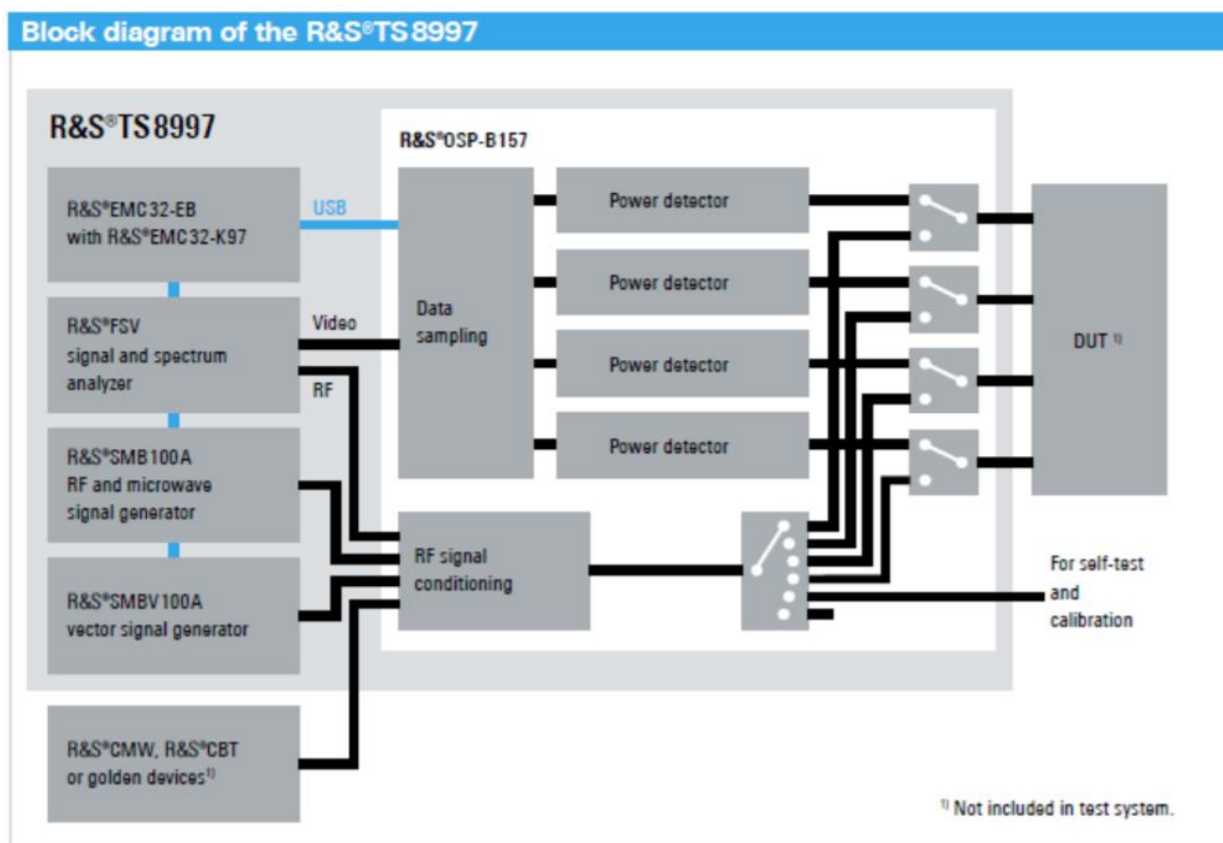 Block diagram of the R&S®TS8997
R&S®TS8997
R&S®OSP-B157
R&S®EMC32-EB
with R&S®EMC32-K97
USB
R&S®FSV
signal and spectrum
analyzer
Video
RF
R&S®SMB100A
RF and microwave
signal generator
R&S®SMBV100A
vector signal generator
R&S®CMW, R&S®CBT
or golden devices¹⁾
Data
sampling
Power detector
Power detector
Power detector
Power detector
RF signal
conditioning
DUT ¹⁾
For self-test
and
calibration
¹⁾ Not included in test system.